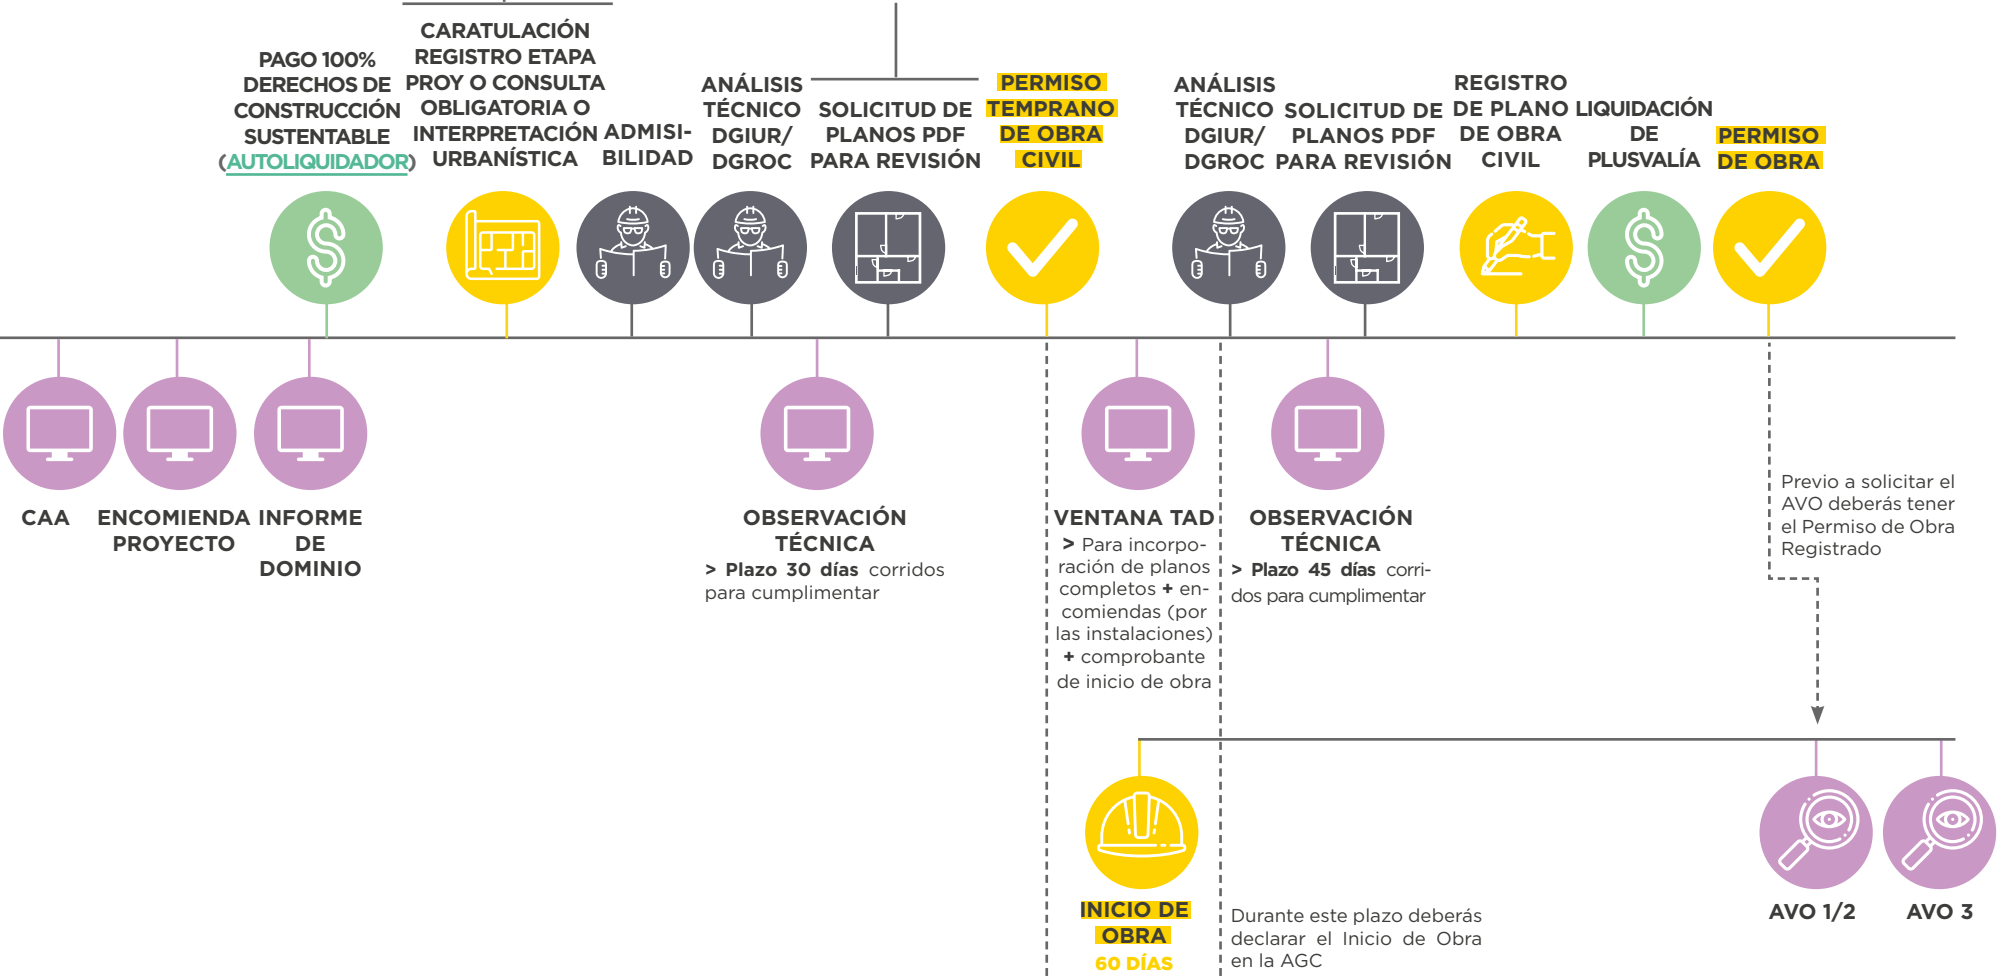 PAGO 100%
DERECHOS DE
CONSTRUCCIÓN
SUSTENTABLE
(AUTOLIQUIDADOR)
CARATULACIÓN
REGISTRO ETAPA
PROY O CONSULTA
OBLIGATORIA O
INTERPRETACIÓN
URBANÍSTICA
ADMISI-
BILIDAD
ANÁLISIS
TÉCNICO
DGIUR/
DGROC
SOLICITUD DE
PLANOS PDF
PARA REVISIÓN
PERMISO
TEMPRANO
DE OBRA
CIVIL
ANÁLISIS
TÉCNICO
DGIUR/
DGROC
SOLICITUD DE
PLANOS PDF
PARA REVISIÓN
REGISTRO
DE PLANO
DE OBRA
CIVIL
LIQUIDACIÓN
DE
PLUSVALÍA
PERMISO
DE OBRA
CAA
ENCOMIENDA
PROYECTO
INFORME
DE
DOMINIO
OBSERVACIÓN
TÉCNICA
> Plazo 30 días corridos
para cumplimentar
VENTANA TAD
> Para incorpo-
ración de planos
completos + en-
comiendas (por
las instalaciones)
+ comprobante
de inicio de obra
OBSERVACIÓN
TÉCNICA
> Plazo 45 días corri-
dos para cumplimentar
Previo a solicitar el
AVO deberás tener
el Permiso de Obra
Registrado
INICIO DE
OBRA
60 DÍAS
Durante este plazo deberás
declarar el Inicio de Obra
en la AGC
AVO 1/2
AVO 3